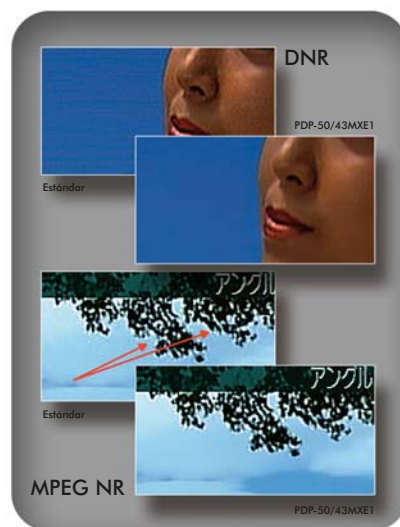 DNR
PDP-50/43MXE1
Estándar
アングル
Estándar
アングル
MPEG NR
PDP-50/43MXE1